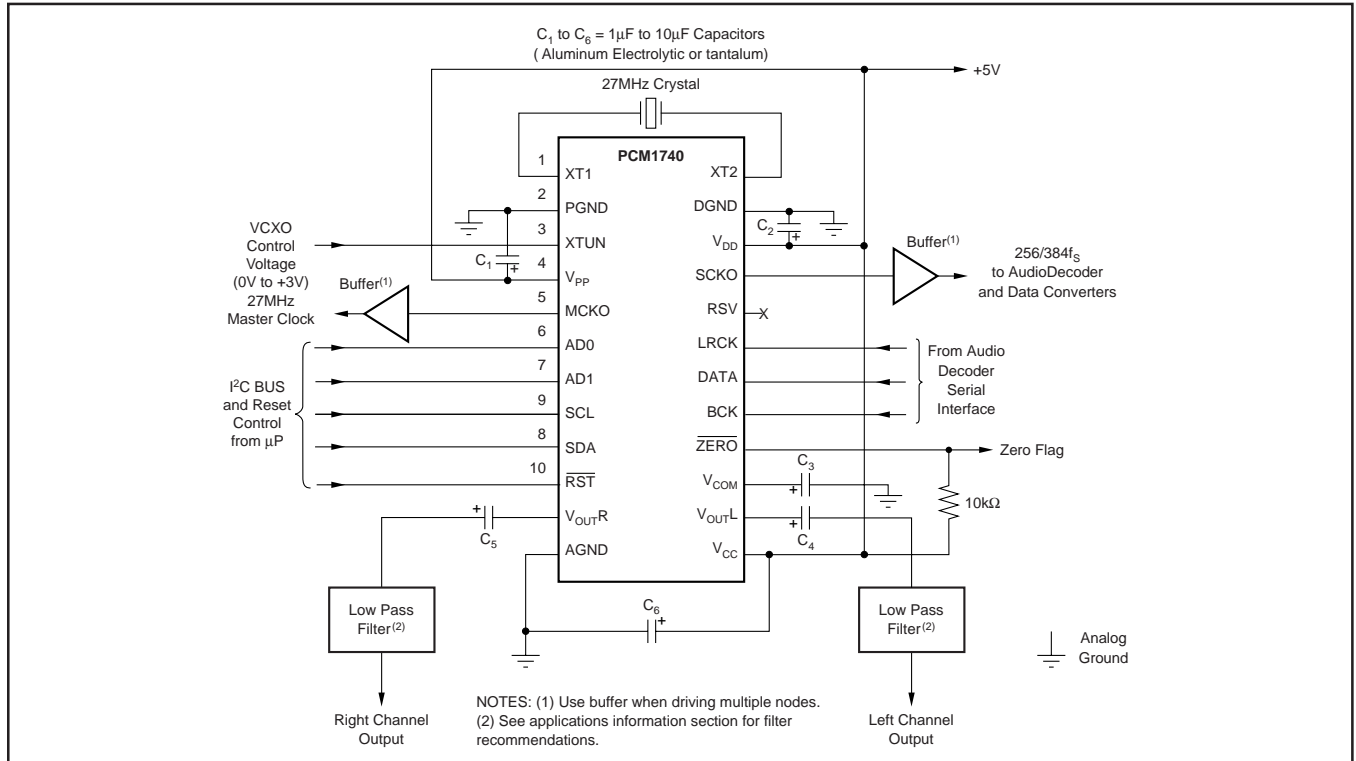 C1 to C6 = 1µF to 10µF Capacitors
( Aluminum Electrolytic or tantalum)
+5V
27MHz Crystal
PCM1740
1
XT1
XT2
2
PGND
DGND
C2
+
VCXO
Control
Voltage
(0V to +3V)
3
XTUN
VDD
Buffer(1)
C1
+
4
VPP
SCKO
256/384fS
to AudioDecoder
and Data Converters
27MHz
Master Clock
Buffer(1)
5
MCKO
RSV
X
6
AD0
LRCK
7
AD1
DATA
9
SCL
BCK
From Audio
Decoder
Serial
Interface
I2C BUS
and Reset
Control
from µP
8
SDA
ZERO
Zero Flag
10
RST
VCOM
C3
+
10kΩ
VOUTR
+
C5
VOUTL
+
C4
AGND
VCC
C6
+
Low Pass
Filter(2)
Low Pass
Filter(2)
Analog
Ground
Right Channel
Output
NOTES: (1) Use buffer when driving multiple nodes.
(2) See applications information section for filter
recommendations.
Left Channel
Output